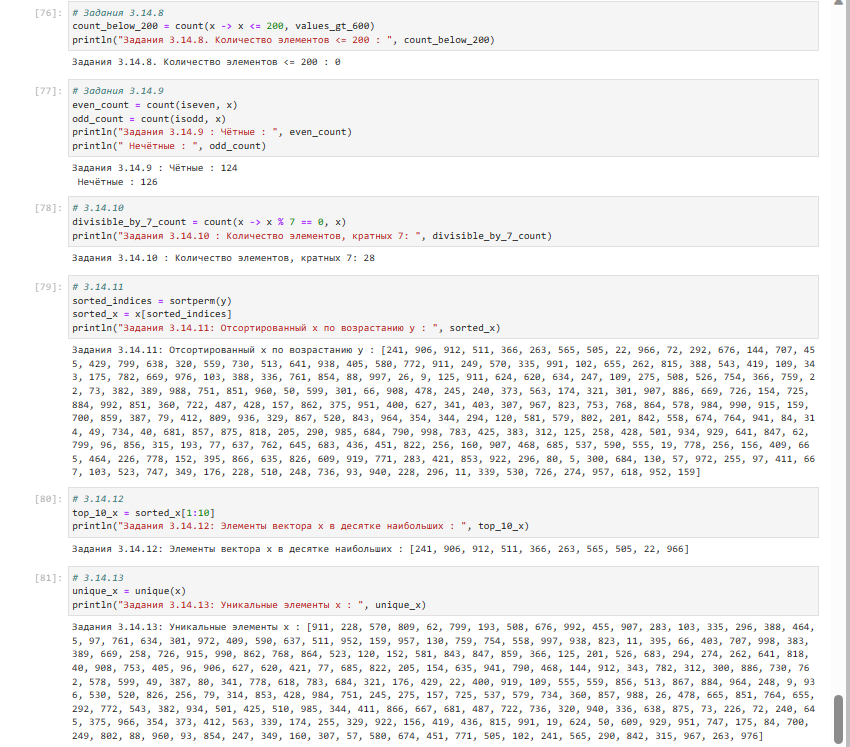 [76]:
# Задания 3.14.8
count_below_200 = count(x -> x <= 200, values_gt_600)
println("Задания 3.14.8. Количество элементов <= 200 : ", count_below_200)
Задания 3.14.8. Количество элементов <= 200 : 0
[77]:
# Задания 3.14.9
even_count = count(iseven, x)
odd_count = count(isodd, x)
println("Задания 3.14.9 : Чётные : ", even_count)
println(" Нечётные : ", odd_count)
Задания 3.14.9 : Чётные : 124
Нечётные : 126
[78]:
# 3.14.10
divisible_by_7_count = count(x -> x % 7 == 0, x)
println("Задания 3.14.10 : Количество элементов, кратных 7: ", divisible_by_7_count)
Задания 3.14.10 : Количество элементов, кратных 7: 28
[79]:
# 3.14.11
sorted_indices = sortperm(y)
sorted_x = x[sorted_indices]
println("Задания 3.14.11: Отсортированный x по возрастанию y : ", sorted_x)
Задания 3.14.11: Отсортированный x по возрастанию y : [241, 906, 912, 511, 366, 263, 565, 505, 22, 966, 72, 292, 676, 144, 707, 45
5, 429, 799, 638, 320, 559, 730, 513, 641, 938, 405, 580, 772, 911, 249, 570, 335, 991, 102, 655, 262, 815, 388, 543, 419, 109, 34
3, 175, 782, 669, 976, 103, 388, 336, 761, 854, 88, 997, 26, 9, 125, 911, 624, 620, 634, 247, 109, 275, 508, 526, 754, 366, 759, 2
2, 73, 382, 389, 988, 751, 851, 960, 50, 599, 301, 66, 908, 478, 245, 240, 373, 563, 174, 321, 301, 907, 886, 669, 726, 154, 725,
884, 992, 851, 360, 722, 487, 428, 157, 862, 375, 951, 400, 627, 341, 403, 307, 967, 823, 753, 768, 864, 578, 984, 990, 915, 159,
700, 859, 387, 79, 412, 809, 936, 329, 867, 520, 843, 964, 354, 344, 294, 120, 581, 579, 802, 201, 842, 558, 674, 764, 941, 84, 31
4, 49, 734, 40, 681, 857, 875, 818, 205, 290, 985, 684, 790, 998, 783, 425, 383, 312, 125, 258, 428, 501, 934, 929, 641, 847, 62,
799, 96, 856, 315, 193, 77, 637, 762, 645, 683, 436, 451, 822, 256, 160, 907, 468, 685, 537, 590, 555, 19, 778, 256, 156, 409, 66
5, 464, 226, 778, 152, 395, 866, 635, 826, 609, 919, 771, 283, 421, 853, 922, 296, 80, 5, 300, 684, 130, 57, 972, 255, 97, 411, 66
7, 103, 523, 747, 349, 176, 228, 510, 248, 736, 93, 940, 228, 296, 11, 339, 530, 726, 274, 957, 618, 952, 159]
[80]:
# 3.14.12
top_10_x = sorted_x[1:10]
println("Задания 3.14.12: Элементы вектора x в десятке наибольших : ", top_10_x)
Задания 3.14.12: Элементы вектора x в десятке наибольших : [241, 906, 912, 511, 366, 263, 565, 505, 22, 966]
[81]:
# 3.14.13
unique_x = unique(x)
println("Задания 3.14.13: Уникальные элементы x : ", unique_x)
Задания 3.14.13: Уникальные элементы x : [911, 228, 570, 809, 62, 799, 193, 508, 676, 992, 455, 907, 283, 103, 335, 296, 388, 464,
5, 97, 761, 634, 301, 972, 409, 590, 637, 511, 952, 159, 957, 130, 759, 754, 558, 997, 938, 823, 11, 395, 66, 403, 707, 998, 383,
389, 669, 258, 726, 915, 990, 862, 768, 864, 523, 120, 152, 581, 843, 847, 859, 366, 125, 201, 526, 683, 294, 274, 262, 641, 818,
40, 908, 753, 405, 96, 906, 627, 620, 421, 77, 685, 822, 205, 154, 635, 941, 790, 468, 144, 912, 343, 782, 312, 300, 886, 730, 76
2, 578, 599, 49, 387, 80, 341, 778, 618, 783, 684, 321, 176, 429, 22, 400, 919, 109, 555, 559, 856, 513, 867, 884, 964, 248, 9, 93
6, 530, 520, 826, 256, 79, 314, 853, 428, 984, 751, 245, 275, 157, 725, 537, 579, 734, 360, 857, 988, 26, 478, 665, 851, 764, 655,
292, 772, 543, 382, 934, 501, 425, 510, 985, 344, 411, 866, 667, 681, 487, 722, 736, 320, 940, 336, 638, 875, 73, 226, 72, 240, 64
5, 375, 966, 354, 373, 412, 563, 339, 174, 255, 329, 922, 156, 419, 436, 815, 991, 19, 624, 50, 609, 929, 951, 747, 175, 84, 700,
249, 802, 88, 960, 93, 854, 247, 349, 160, 307, 57, 580, 674, 451, 771, 505, 102, 241, 565, 290, 842, 315, 967, 263, 976]